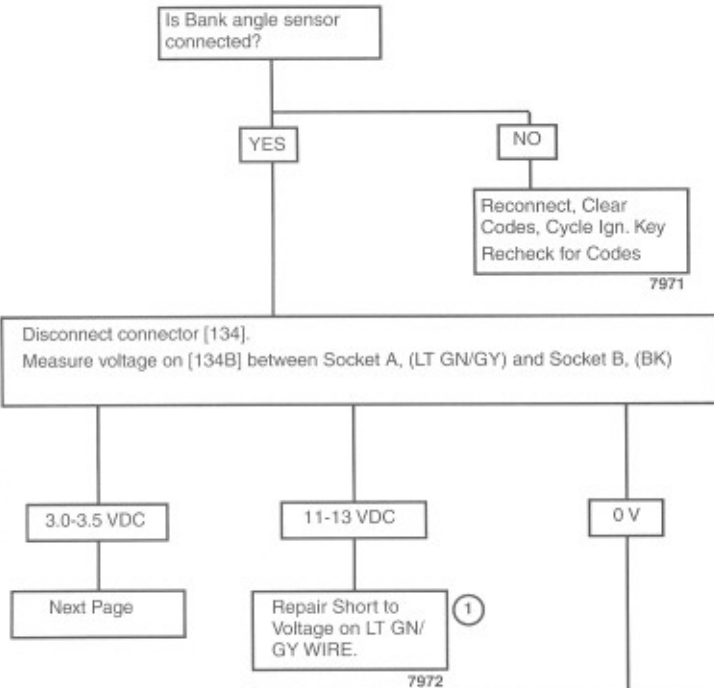 Is Bank angle sensor
connected?
YES
NO
Reconnect, Clear
Codes, Cycle Ign. Key
Recheck for Codes
7971
Disconnect connector [134].
Measure voltage on [134B] between Socket A, (LT GN/GY) and Socket B, (BK)
3.0-3.5 VDC
11-13 VDC
0 V
Next Page
Repair Short to
Voltage on LT GN/
GY WIRE.
1
7972